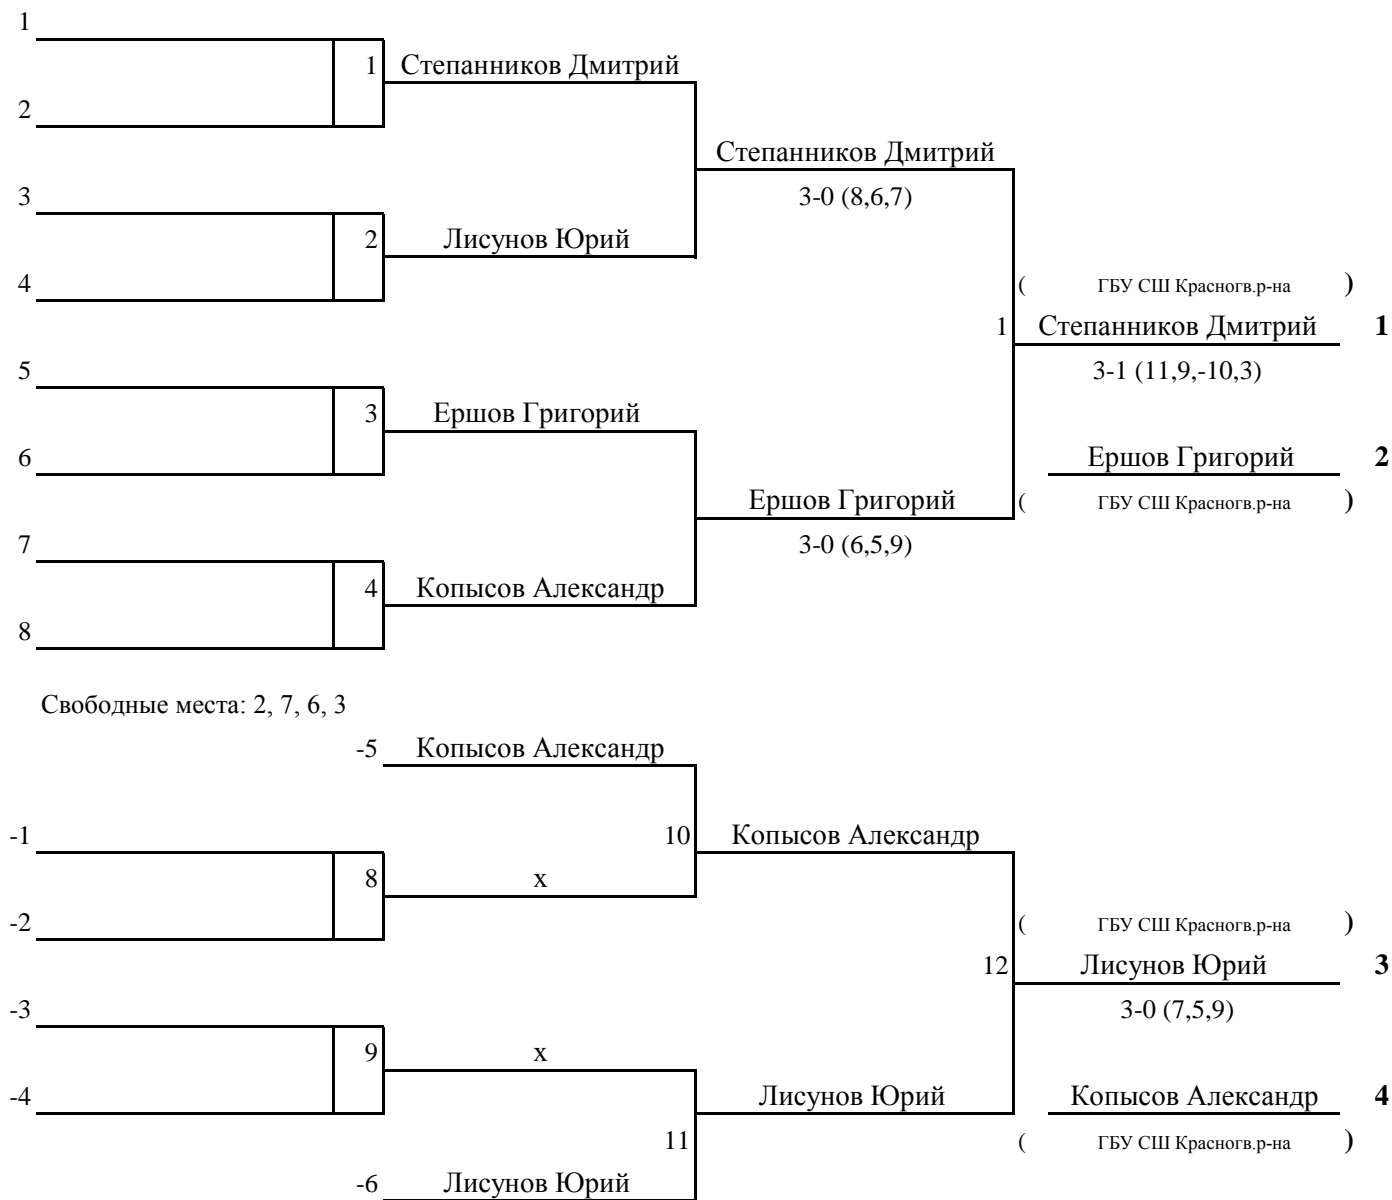 1
1 Степанников Дмитрий
2
Степанников Дмитрий
3
3-0 (8,6,7)
2 Лисунов Юрий
4
( ГБУ СШ Красногв.р-на )
1 Степанников Дмитрий 1
5
3-1 (11,9,-10,3)
3 Ершов Григорий
6
Ершов Григорий 2
Ершов Григорий
( ГБУ СШ Красногв.р-на )
7
3-0 (6,5,9)
4 Копысов Александр
8
Свободные места: 2, 7, 6, 3
-5 Копысов Александр
-1
10 Копысов Александр
8 x
-2
( ГБУ СШ Красногв.р-на )
12 Лисунов Юрий 3
-3
3-0 (7,5,9)
9 x
-4
Лисунов Юрий
Копысов Александр 4
11
( ГБУ СШ Красногв.р-на )
-6 Лисунов Юрий